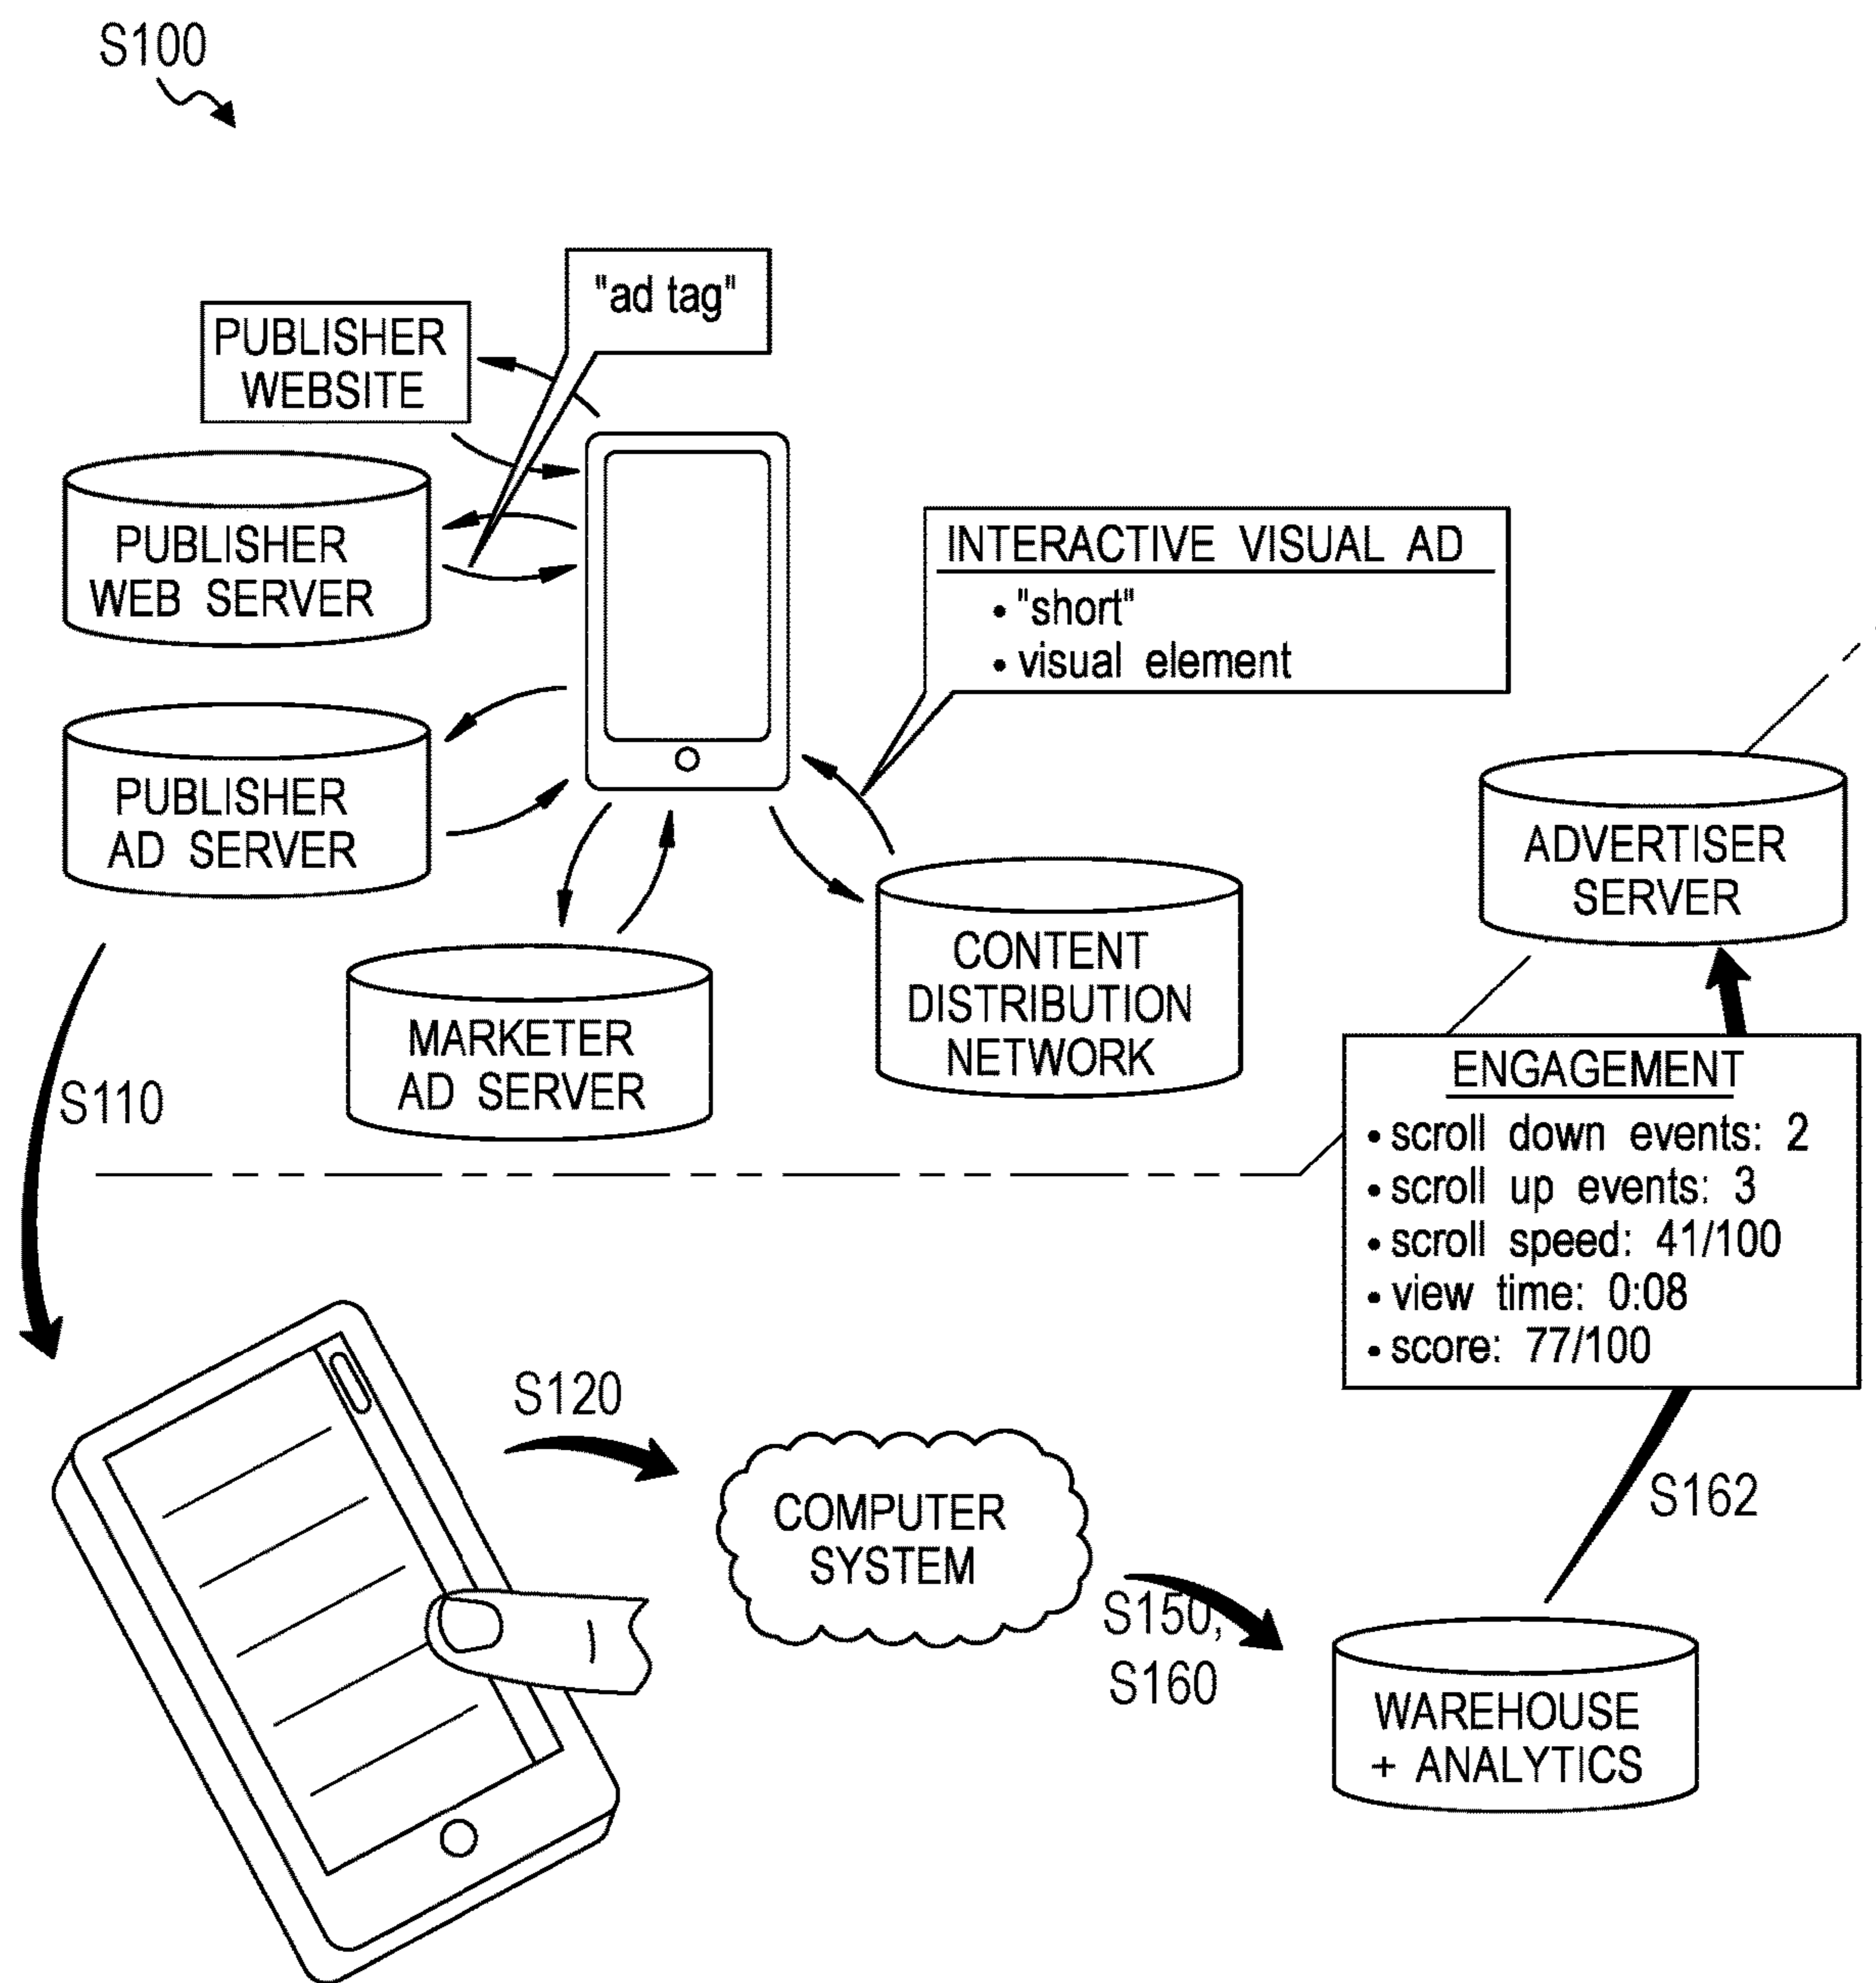 S100
"ad tag"
PUBLISHER
WEBSITE
PUBLISHER
WEB SERVER
INTERACTIVE VISUAL AD
• "short"
• visual element
PUBLISHER
AD SERVER
ADVERTISER
SERVER
CONTENT
DISTRIBUTION
NETWORK
MARKETER
AD SERVER
S110
ENGAGEMENT
• scroll down events: 2
• scroll up events: 3
• scroll speed: 41/100
• view time: 0:08
• score: 77/100
S120
COMPUTER
SYSTEM
S162
S150,
S160
WAREHOUSE
+ ANALYTICS